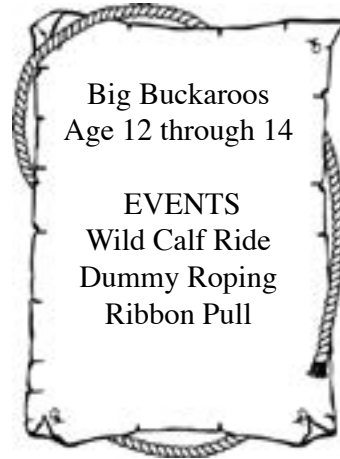 Big Buckaroos
Age 12 through 14
EVENTS
Wild Calf Ride
Dummy Roping
Ribbon Pull